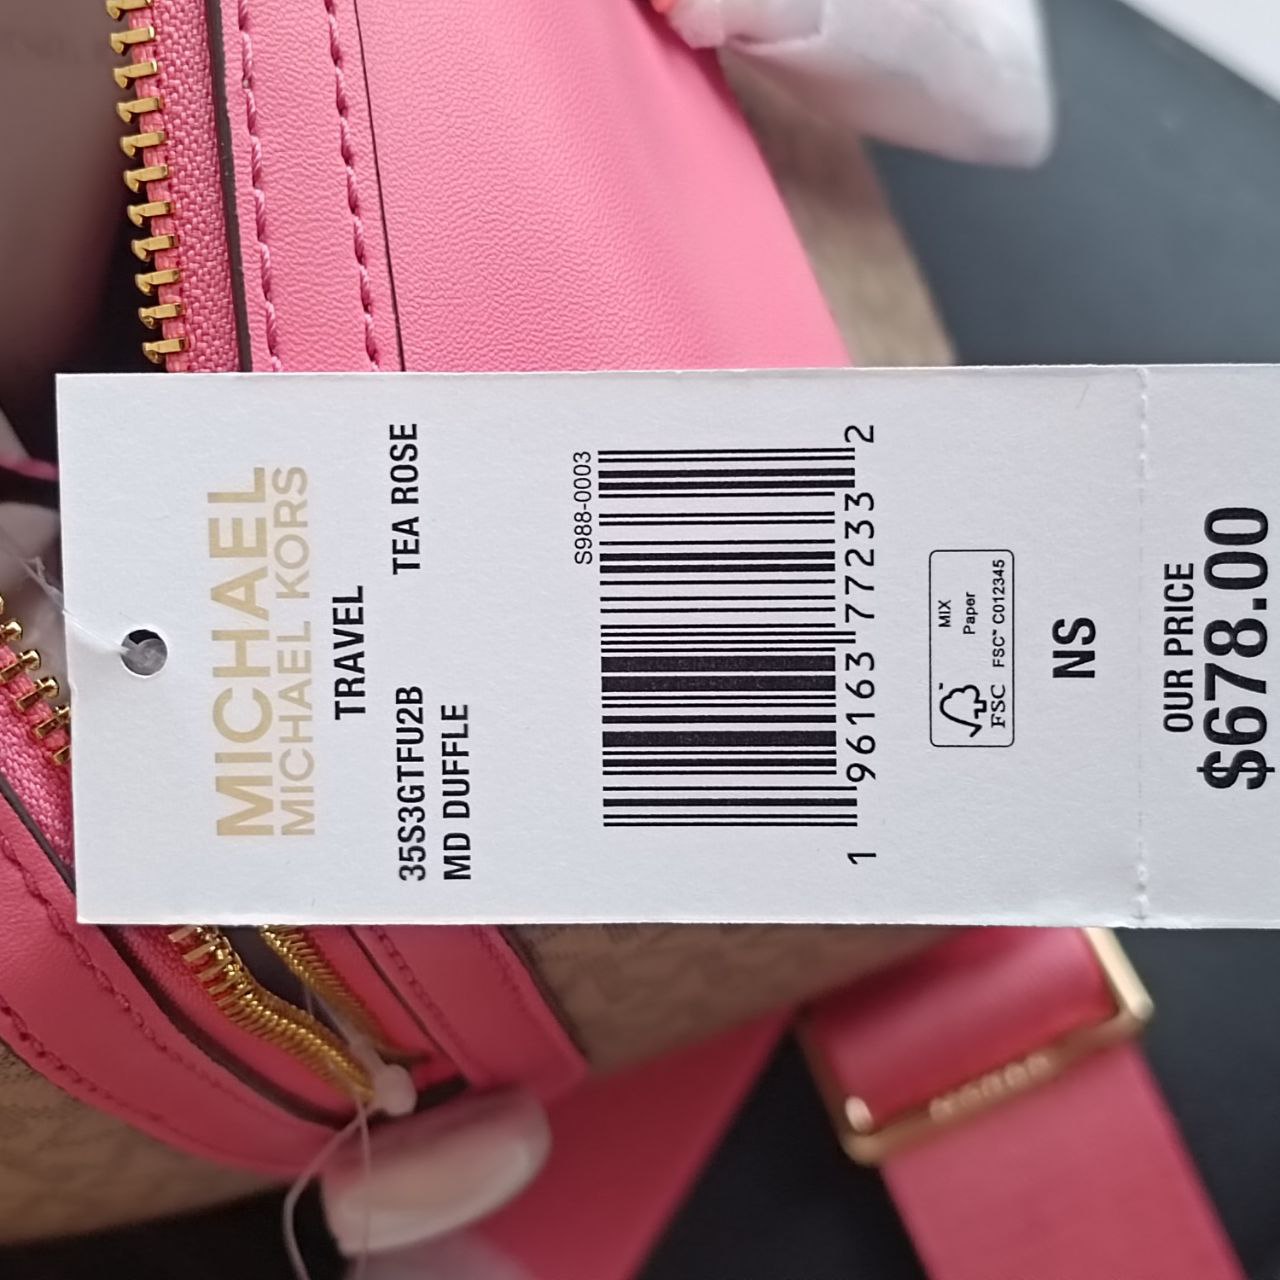 MICHAEL
MICHAEL KORS
TRAVEL
35S3GTFU2B TEA ROSE
MD DUFFLE
S988-0003
1 96163 77233 2
MIX
Paper
FSC FSC™ C012345
NS
OUR PRICE
$678.00